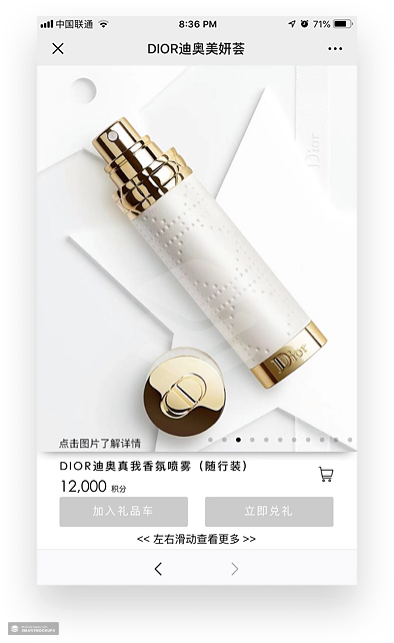 中国联通 8:36 PM 71%
DIOR迪奥美妍荟
Dior
Dior
点击图片了解详情
DIOR迪奥真我香氛喷雾（随行装）
12,000 积分
加入礼品车 立即兑礼
<< 左右滑动查看更多 >>